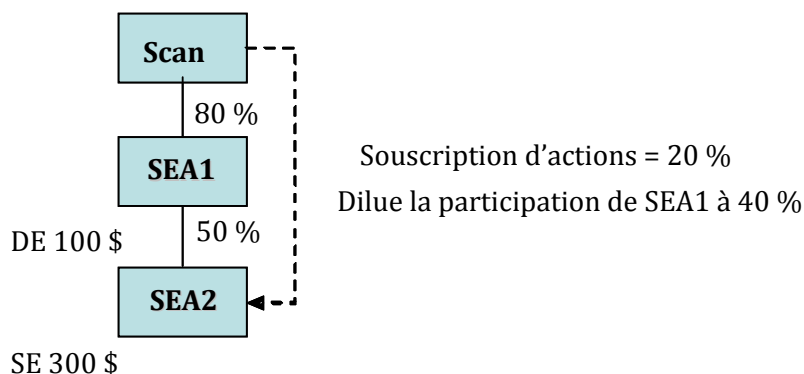 Scan
80 %
SEA1
Souscription d’actions = 20 %
Dilue la participation de SEA1 à 40 %
50 %
DE 100 $
SEA2
SE 300 $